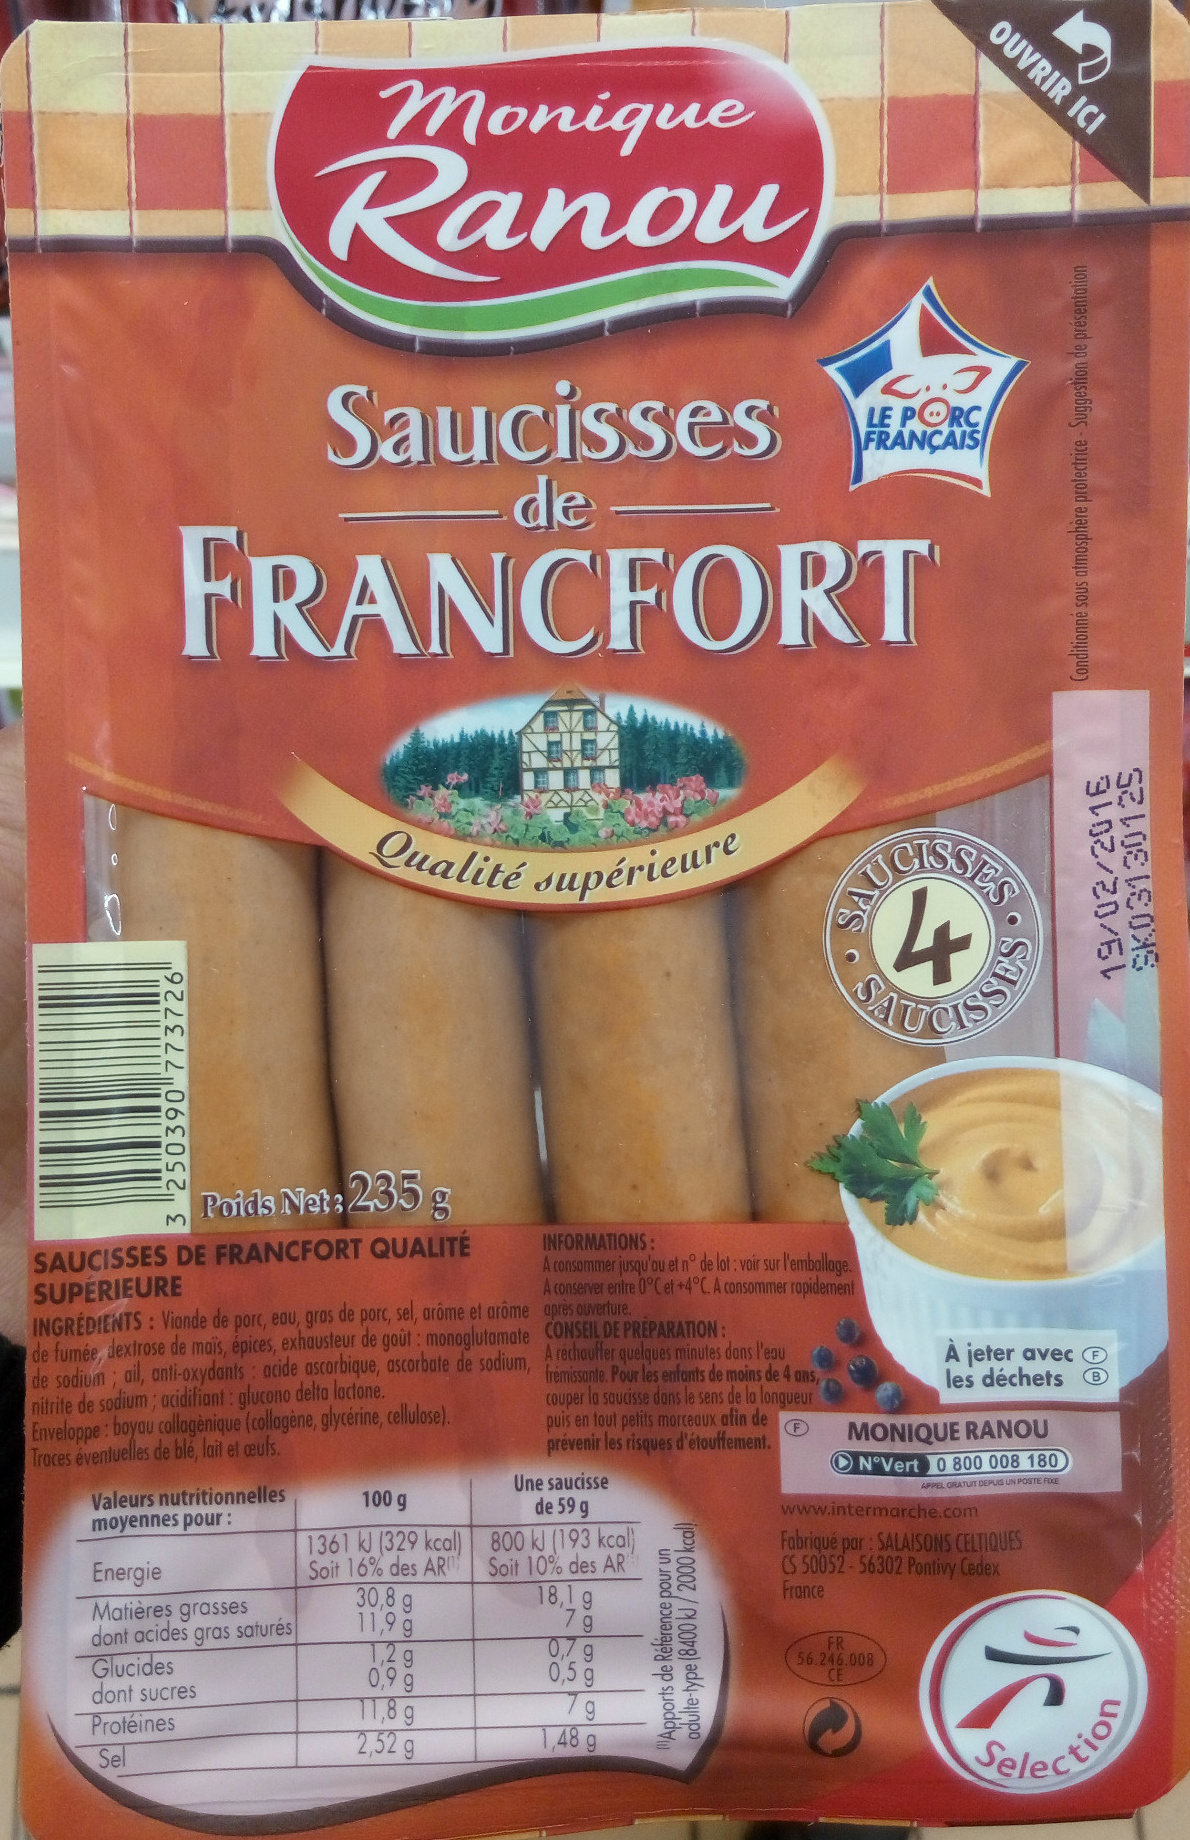 OUVRIR ICI
Monique
Ranou
LE PORC
FRANÇAIS
Saucisses
de
FRANCFORT
Conditionné sous atmosphère protectrice - Suggestion de présentation
Qualité supérieure
SAUCISSES • SAUCISSES •
4
19/02/2016
SK03130125
3 250390 773726
Poids Net : 235 g
SAUCISSES DE FRANCFORT QUALITÉ
SUPÉRIEURE
INGRÉDIENTS : Viande de porc, eau, gras de porc, sel, arôme et arôme
de fumée, dextrose de maïs, épices, exhausteur de goût : monoglutamate
de sodium ; ail, anti-oxydants : acide ascorbique, ascorbate de sodium,
nitrite de sodium ; acidifiant : glucono delta lactone.
Enveloppe : boyau collagènique (collagène, glycérine, cellulose).
Traces éventuelles de blé, lait et œufs.
INFORMATIONS :
A consommer jusqu'au et n° de lot : voir sur l'emballage.
A conserver entre 0°C et +4°C. A consommer rapidement
après ouverture.
CONSEIL DE PRÉPARATION :
A réchauffer quelques minutes dans l'eau
frémissante. Pour les enfants de moins de 4 ans,
couper la saucisse dans le sens de la longueur
puis en tout petits morceaux afin de
prévenir les risques d'étouffement.
À jeter avec F
les déchets B
F
MONIQUE RANOU
N°Vert 0 800 008 180
APPEL GRATUIT DEPUIS UN POSTE FIXE
www.intermarche.com
Fabriqué par : SALAISONS CELTIQUES
CS 50052 - 56302 Pontivy Cedex
France
FR
56.246.008
CE
Selection
Valeurs nutritionnelles
moyennes pour : 100 g Une saucisse
de 59 g
Energie 1361 kJ (329 kcal) 800 kJ (193 kcal)
Soit 16% des AR(1) Soit 10% des AR
Matières grasses 30,8 g 18,1 g
dont acides gras saturés 11,9 g 7 g
Glucides 1,2 g 0,7 g
dont sucres 0,9 g 0,5 g
Protéines 11,8 g 7 g
Sel 2,52 g 1,48 g
(1)Apports de Référence pour un
adulte-type (8400 kJ / 2000 kcal)